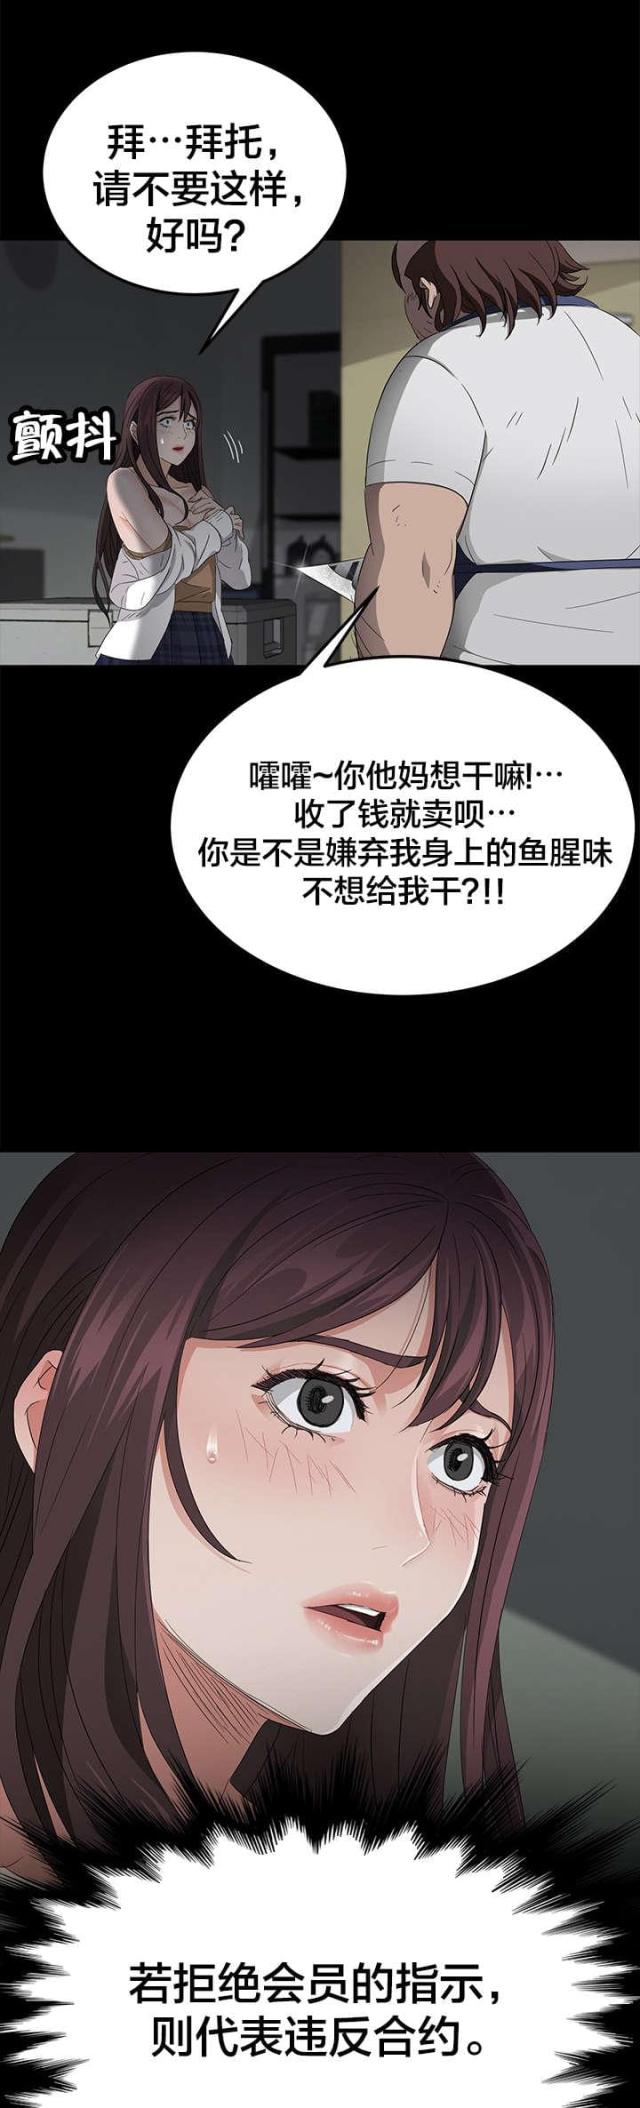 拜…拜托，
请不要这样，
好吗？
颤抖
嚯嚯~你他妈想干嘛!…
收了钱就卖呗…
你是不是嫌弃我身上的鱼腥味
不想给我干?!!
若拒绝会员的指示，
则代表违反合约。